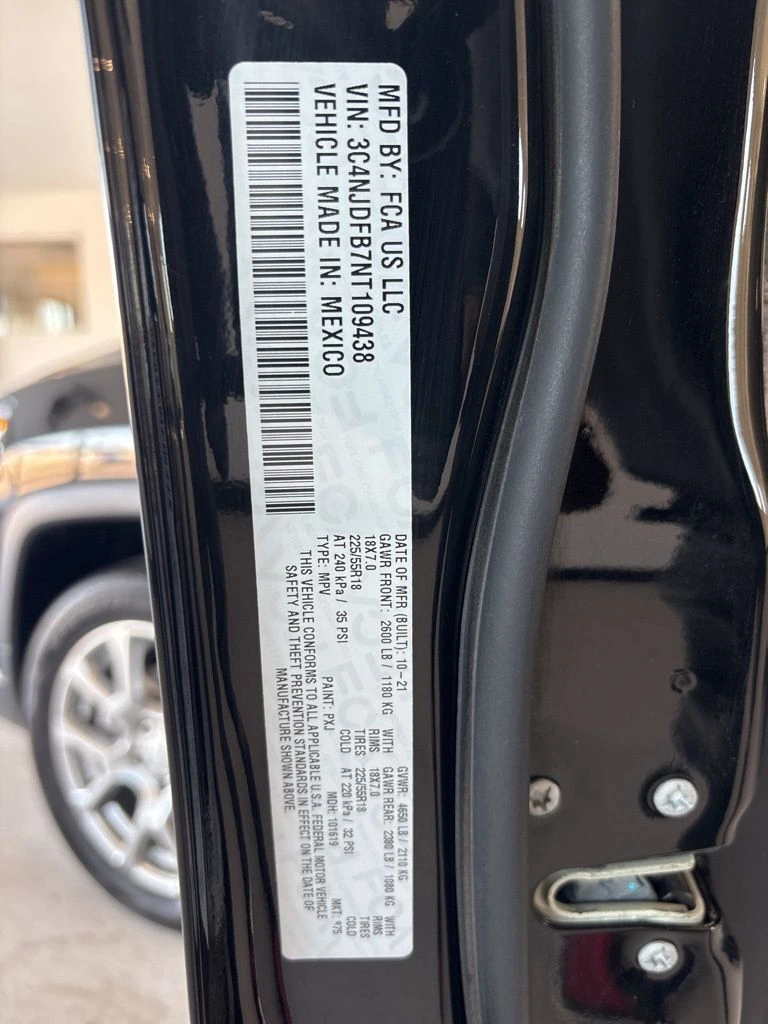 MFD BY: FCA US LLC
VIN: 3C4NJDFB7NT109438
VEHICLE MADE IN: MEXICO
DATE OF MFR (BUILT): 10-21 GVWR: 4650 LB / 2110 KG
GAWR FRONT: 2600 LB / 1180 KG WITH GAWR REAR: 2380 LB / 1080 KG WITH
18X7.0 RIMS 18X7.0 RIMS
225/55R18 TIRES 225/55R18 TIRES
AT 240 kPa / 35 PSI COLD AT 220 kPa / 32 PSI COLD
TYPE: MPV PAINT: PXJ MDH: 101619 MKT:
THIS VEHICLE CONFORMS TO ALL APPLICABLE U.S.A. FEDERAL MOTOR VEHICLE
SAFETY AND THEFT PREVENTION STANDARDS IN EFFECT ON THE DATE OF
MANUFACTURE SHOWN ABOVE.